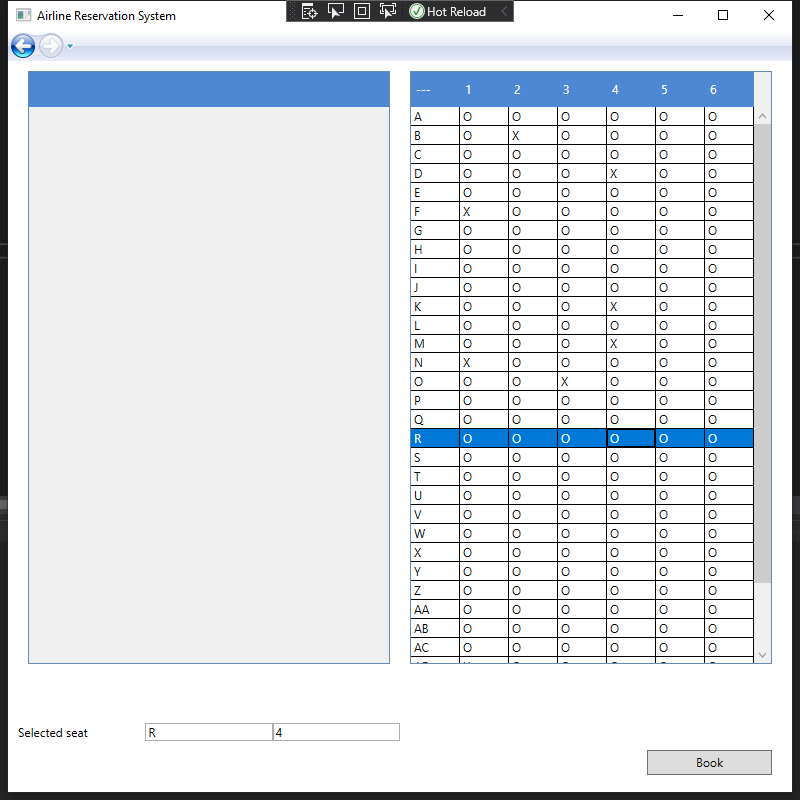 Airline Reservation System
Hot Reload
--- 1 2 3 4 5 6
A O O O O O O
B O X O O O O
C O O O O O O
D O O O X O O
E O O O O O O
F X O O O O O
G O O O O O O
H O O O O O O
I O O O O O O
J O O O O O O
K O O O X O O
L O O O O O O
M O O O X O O
N X O O O O O
O O O X O O O
P O O O O O O
Q O O O O O O
R O O O O O O
S O O O O O O
T O O O O O O
U O O O O O O
V O O O O O O
W O O O O O O
X O O O O O O
Y O O O O O O
Z O O O O O O
AA O O O O O O
AB O O O O O O
AC O O O O O O
Selected seat R 4
Book